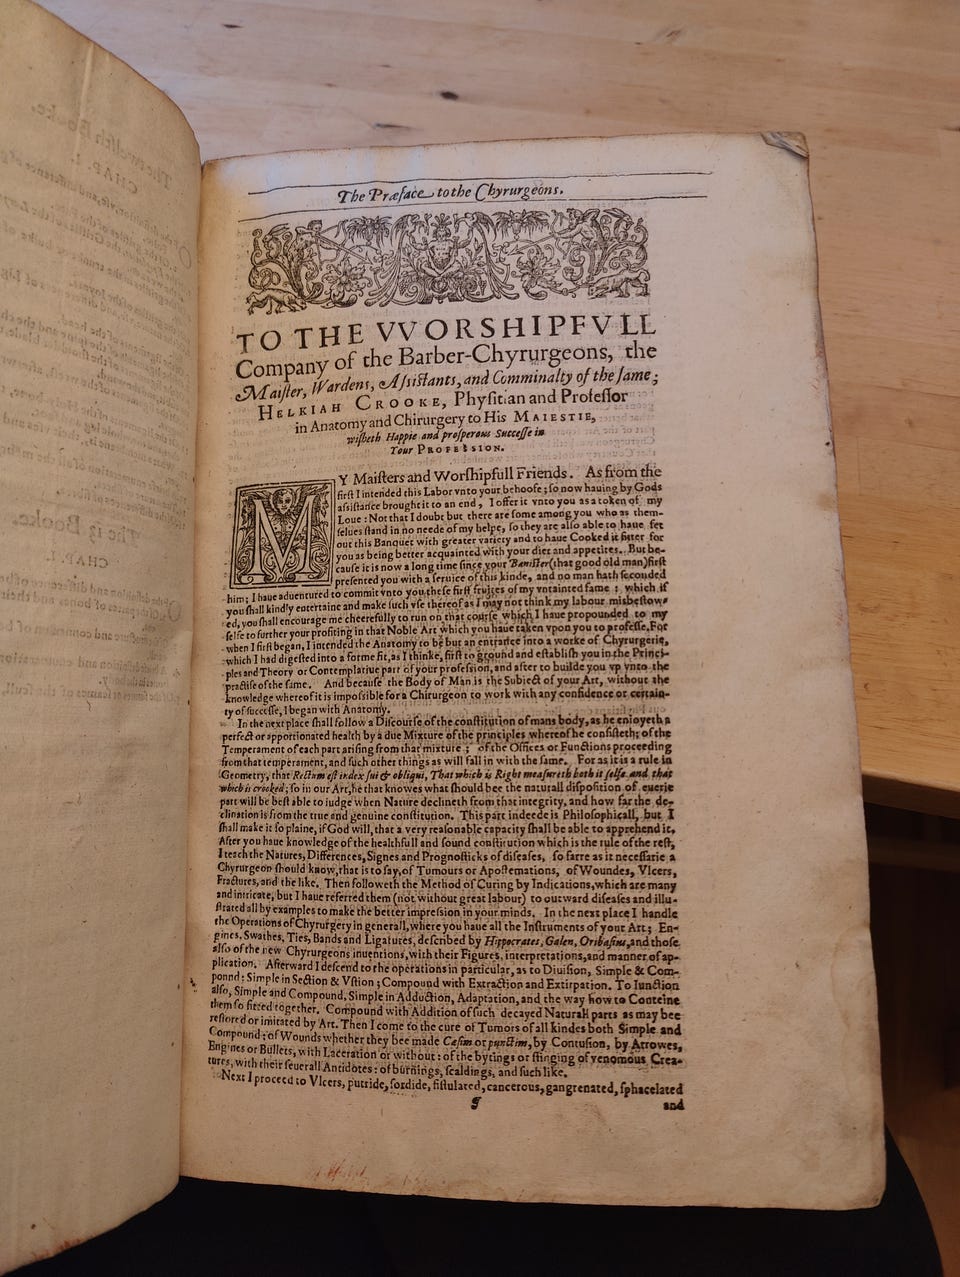 The Præface to the Chyrurgeons.
TO THE VVORSHIPFVLL
Company of the Barber-Chyrurgeons, the
Maiſter, Wardens, Aſsiſtants, and Comminalty of the ſame;
HELKIAH CROOKE, Phyſitian and Profeſſor
in Anatomy and Chirurgery to His MAIESTIE,
wiſheth Happie and proſperous Succeſſe in
Your PROFESSION.
MY Maiſters and Worſhipfull Friends. As from the
firſt I intended this Labor vnto your behoofe; ſo now hauing by Gods
aſsiſtance brought it to an end, I offer it vnto you as a token of my
Loue: Not that I doubt but there are ſome among you who as them-
ſelues ſtand in no neede of my helpe, ſo they are alſo able to haue ſet
out this Banquet with greater variety and to haue Cooked it fitter for
you as being better acquainted with your diet and appetites. But be-
cauſe it is now a long time ſince your Baniſter (that good old man) firſt
preſented you with a ſeruice of this kinde, and no man hath ſeconded
him; I haue aduentured to commit vnto you theſe firſt fruites of my vntainted fame: which if
you ſhall kindly entertaine and make ſuch vſe thereof as I may not think my labour misbeſtow-
ed, you ſhall encourage me cheerefully to run on that courſe which I haue propounded to my
ſelfe to further your profiting in that Noble Art which you haue taken vpon you to profeſſe. For
when I firſt began, I intended the Anatomy to be but an entrance into a worke of Chyrurgerie,
which I had digeſted into a forme fit, as I thinke, firſt to ground and eſtabliſh you in the Princi-
ples and Theory or Contemplatiue part of your profeſsion, and after to builde you vp vnto the
practiſe of the ſame. And becauſe the Body of Man is the Subiect of your Art, without the
knowledge whereof it is impoſsible for a Chirurgeon to work with any confidence or certain-
ty of ſucceſſe, I began with Anatomy.
In the next place ſhall follow a Diſcourſe of the conſtitution of mans body, as he enioyeth a
perfect or apportionated health by a due Mixture of the principles whereof he conſiſteth; of the
Temperament of each part ariſing from that mixture; of the Offices or Functions proceeding
from that temperament, and ſuch other things as will fall in with the ſame. For as it is a rule in
Geometry, that Rectum eſt index ſui & obliqui, That which is Right meaſureth both it ſelfe and that
which is crooked; ſo in our Art, he that knowes what ſhould bee the naturall diſpoſition of euerie
part will be beſt able to iudge when Nature declineth from that integrity, and how far the de-
clination is from the true and genuine conſtitution. This part indeede is Philoſophicall, but I
ſhall make it ſo plaine, if God will, that a very reaſonable capacity ſhall be able to apprehend it.
After you haue knowledge of the healthfull and ſound conſtitution which is the rule of the reſt,
I teach the Natures, Differences, Signes and Prognoſticks of diſeaſes, ſo farre as it neceſſarie a
Chyrurgeon ſhould know, that is to ſay, of Tumours or Apoſtemations, of Woundes, Vlcers,
Fractures, and the like. Then followeth the Method of Curing by Indications, which are many
and intricate, but I haue referred them (not without great labour) to outward diſeaſes and illu-
ſtrated all by examples to make the better impreſsion in your minds. In the next place I handle
the Operations of Chyrurgery in generall, where you haue all the Inſtruments of your Art; En-
gines, Swathes, Ties, Bands and Ligatures, deſcribed by Hippocrates, Galen, Oribaſius, and thoſe
alſo of the new Chyrurgeons inuentions, with their Figures, interpretations, and manner of ap-
plication. Afterward I deſcend to the operations in particular, as to Diuiſion, Simple & Com-
pound: Simple in Section & Vſtion; Compound with Extraction and Extirpation. To Iunction
alſo, Simple and Compound, Simple in Adduction, Adaptation, and the way how to Conteine
them ſo fitted together. Compound with Addition of ſuch decayed Naturall parts as may bee
reſtored or imitated by Art. Then I come to the cure of Tumors of all kindes both Simple and
Compound: of Wounds whether they bee made Cæſim or punctim, by Contuſion, by Arrowes,
Engines or Bullets, with Laceration or without: of the bytings or ſtinging of venomous Crea-
tures, with their ſeuerall Antidotes: of burnings, ſcaldings, and ſuch like.
Next I proceed to Vlcers, putride, ſordide, fiſtulated, cancerous, gangrenated, ſphacelated
and